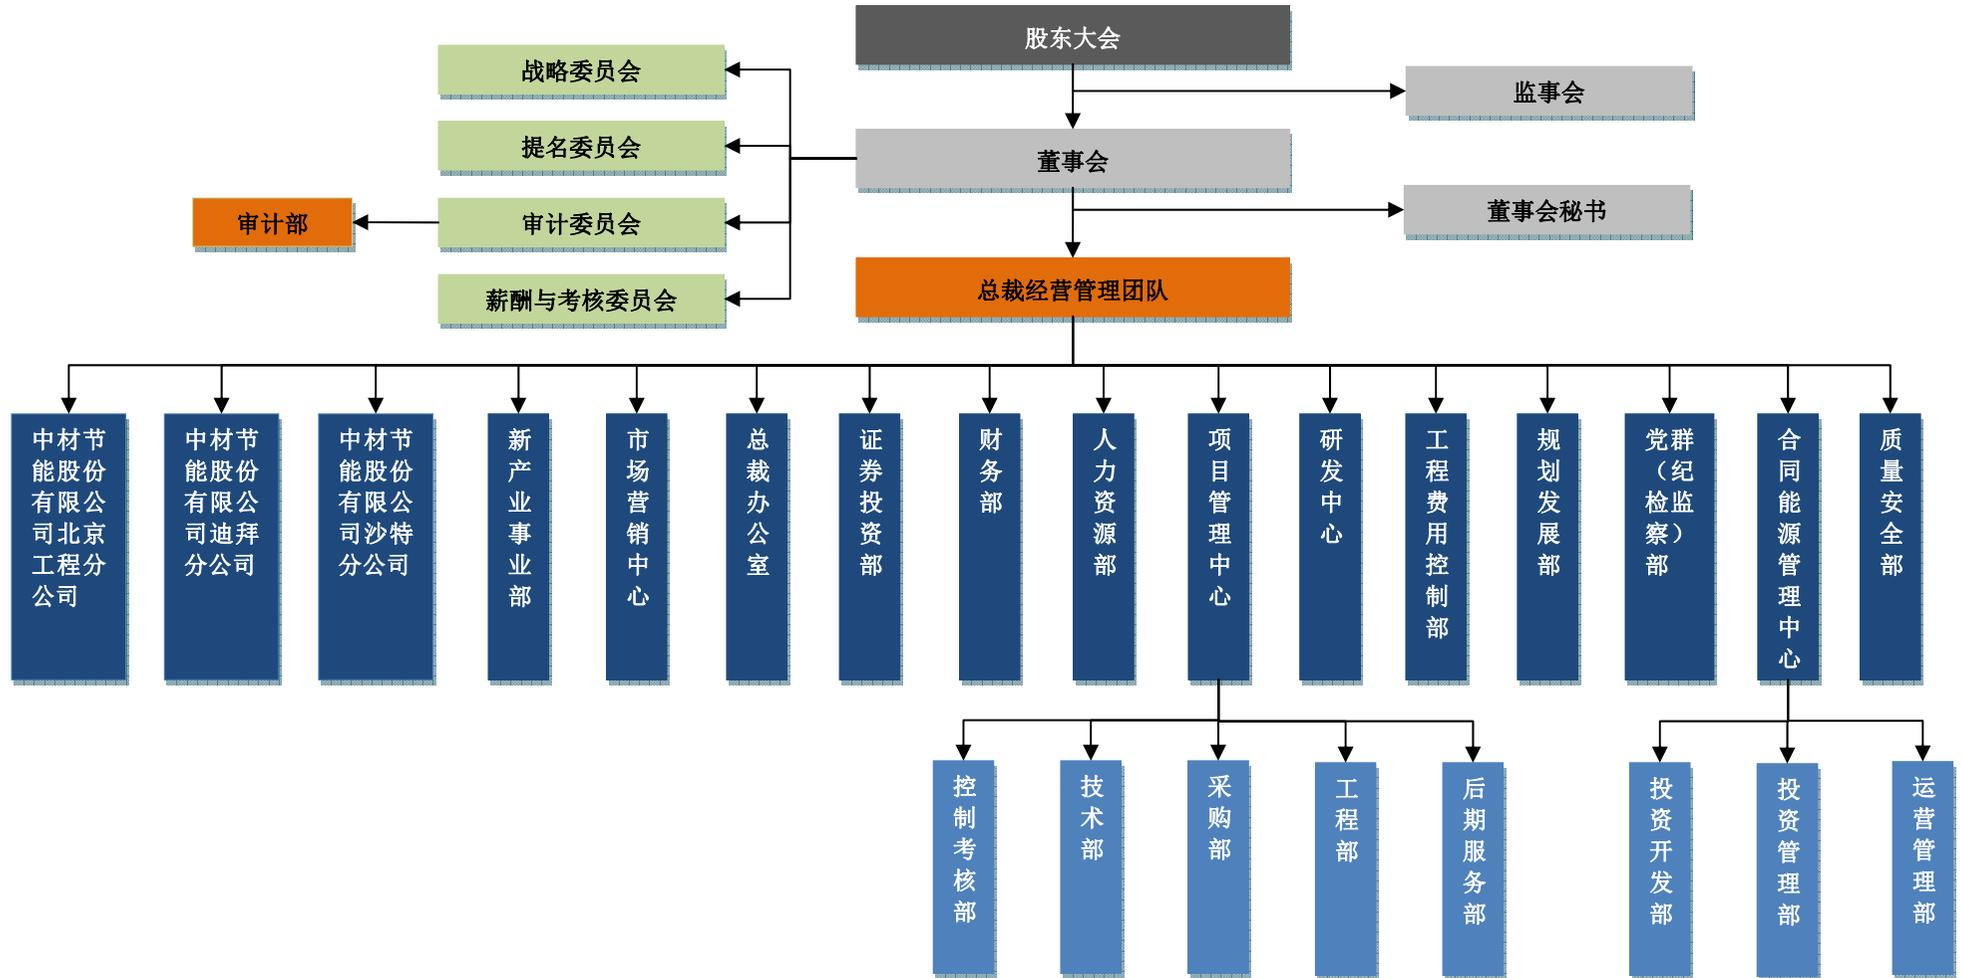 股东大会
战略委员会
监事会
提名委员会
董事会
审计部
审计委员会
董事会秘书
薪酬与考核委员会
总裁经营管理团队
中材节
能股份
有限公
司北京
工程分
公司
中材节
能股份
有限公
司迪拜
分公司
中材节
能股份
有限公
司沙特
分公司
新产业事业部
市场营销中心
总裁办公室
证券投资部
财务部
人力资源部
项目管理中心
研发中心
工程费用控制部
规划发展部
党群
（纪
检监
察）
部
合同能源管理中心
质量安全部
控制考核部
技术部
采购部
工程部
后期服务部
投资开发部
投资管理部
运营管理部